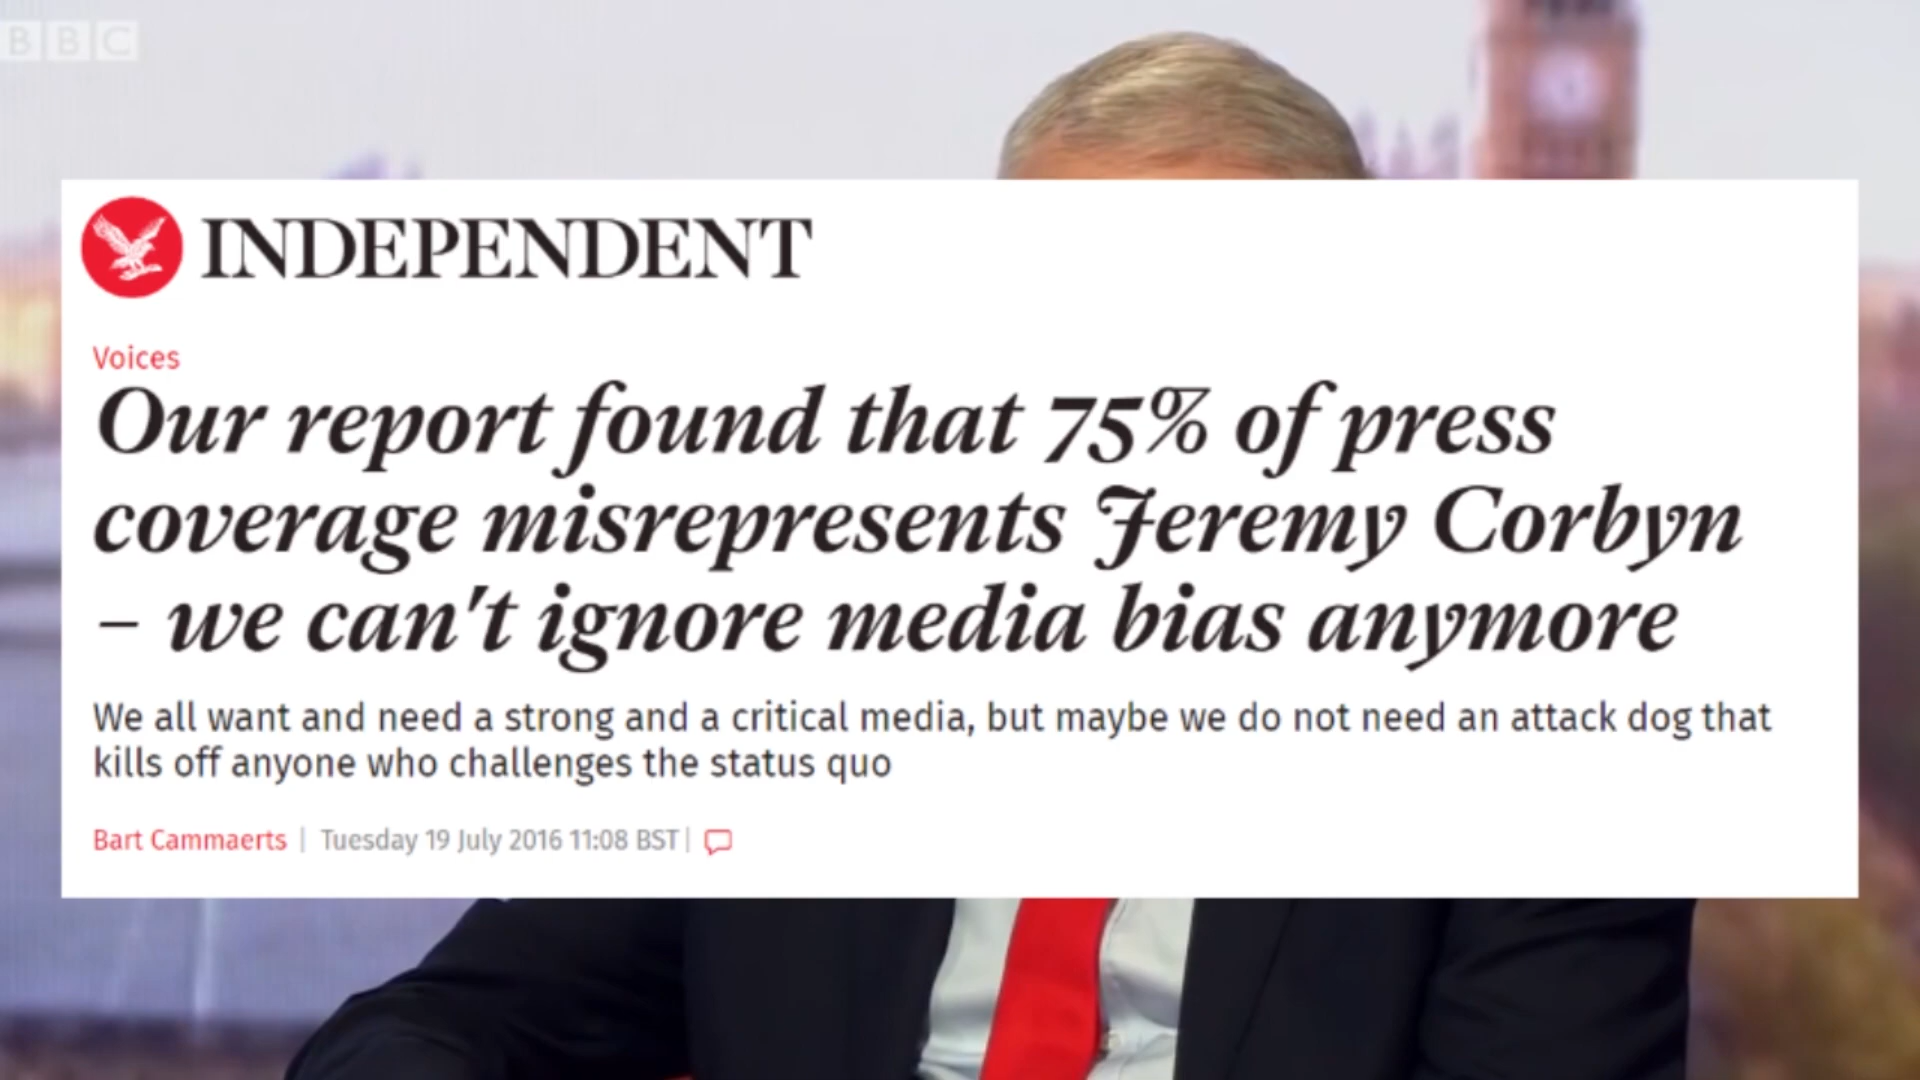 BBC
INDEPENDENT
Voices
Our report found that 75% of press
coverage misrepresents Jeremy Corbyn
– we can't ignore media bias anymore
We all want and need a strong and a critical media, but maybe we do not need an attack dog that
kills off anyone who challenges the status quo
Bart Cammaerts | Tuesday 19 July 2016 11:08 BST |